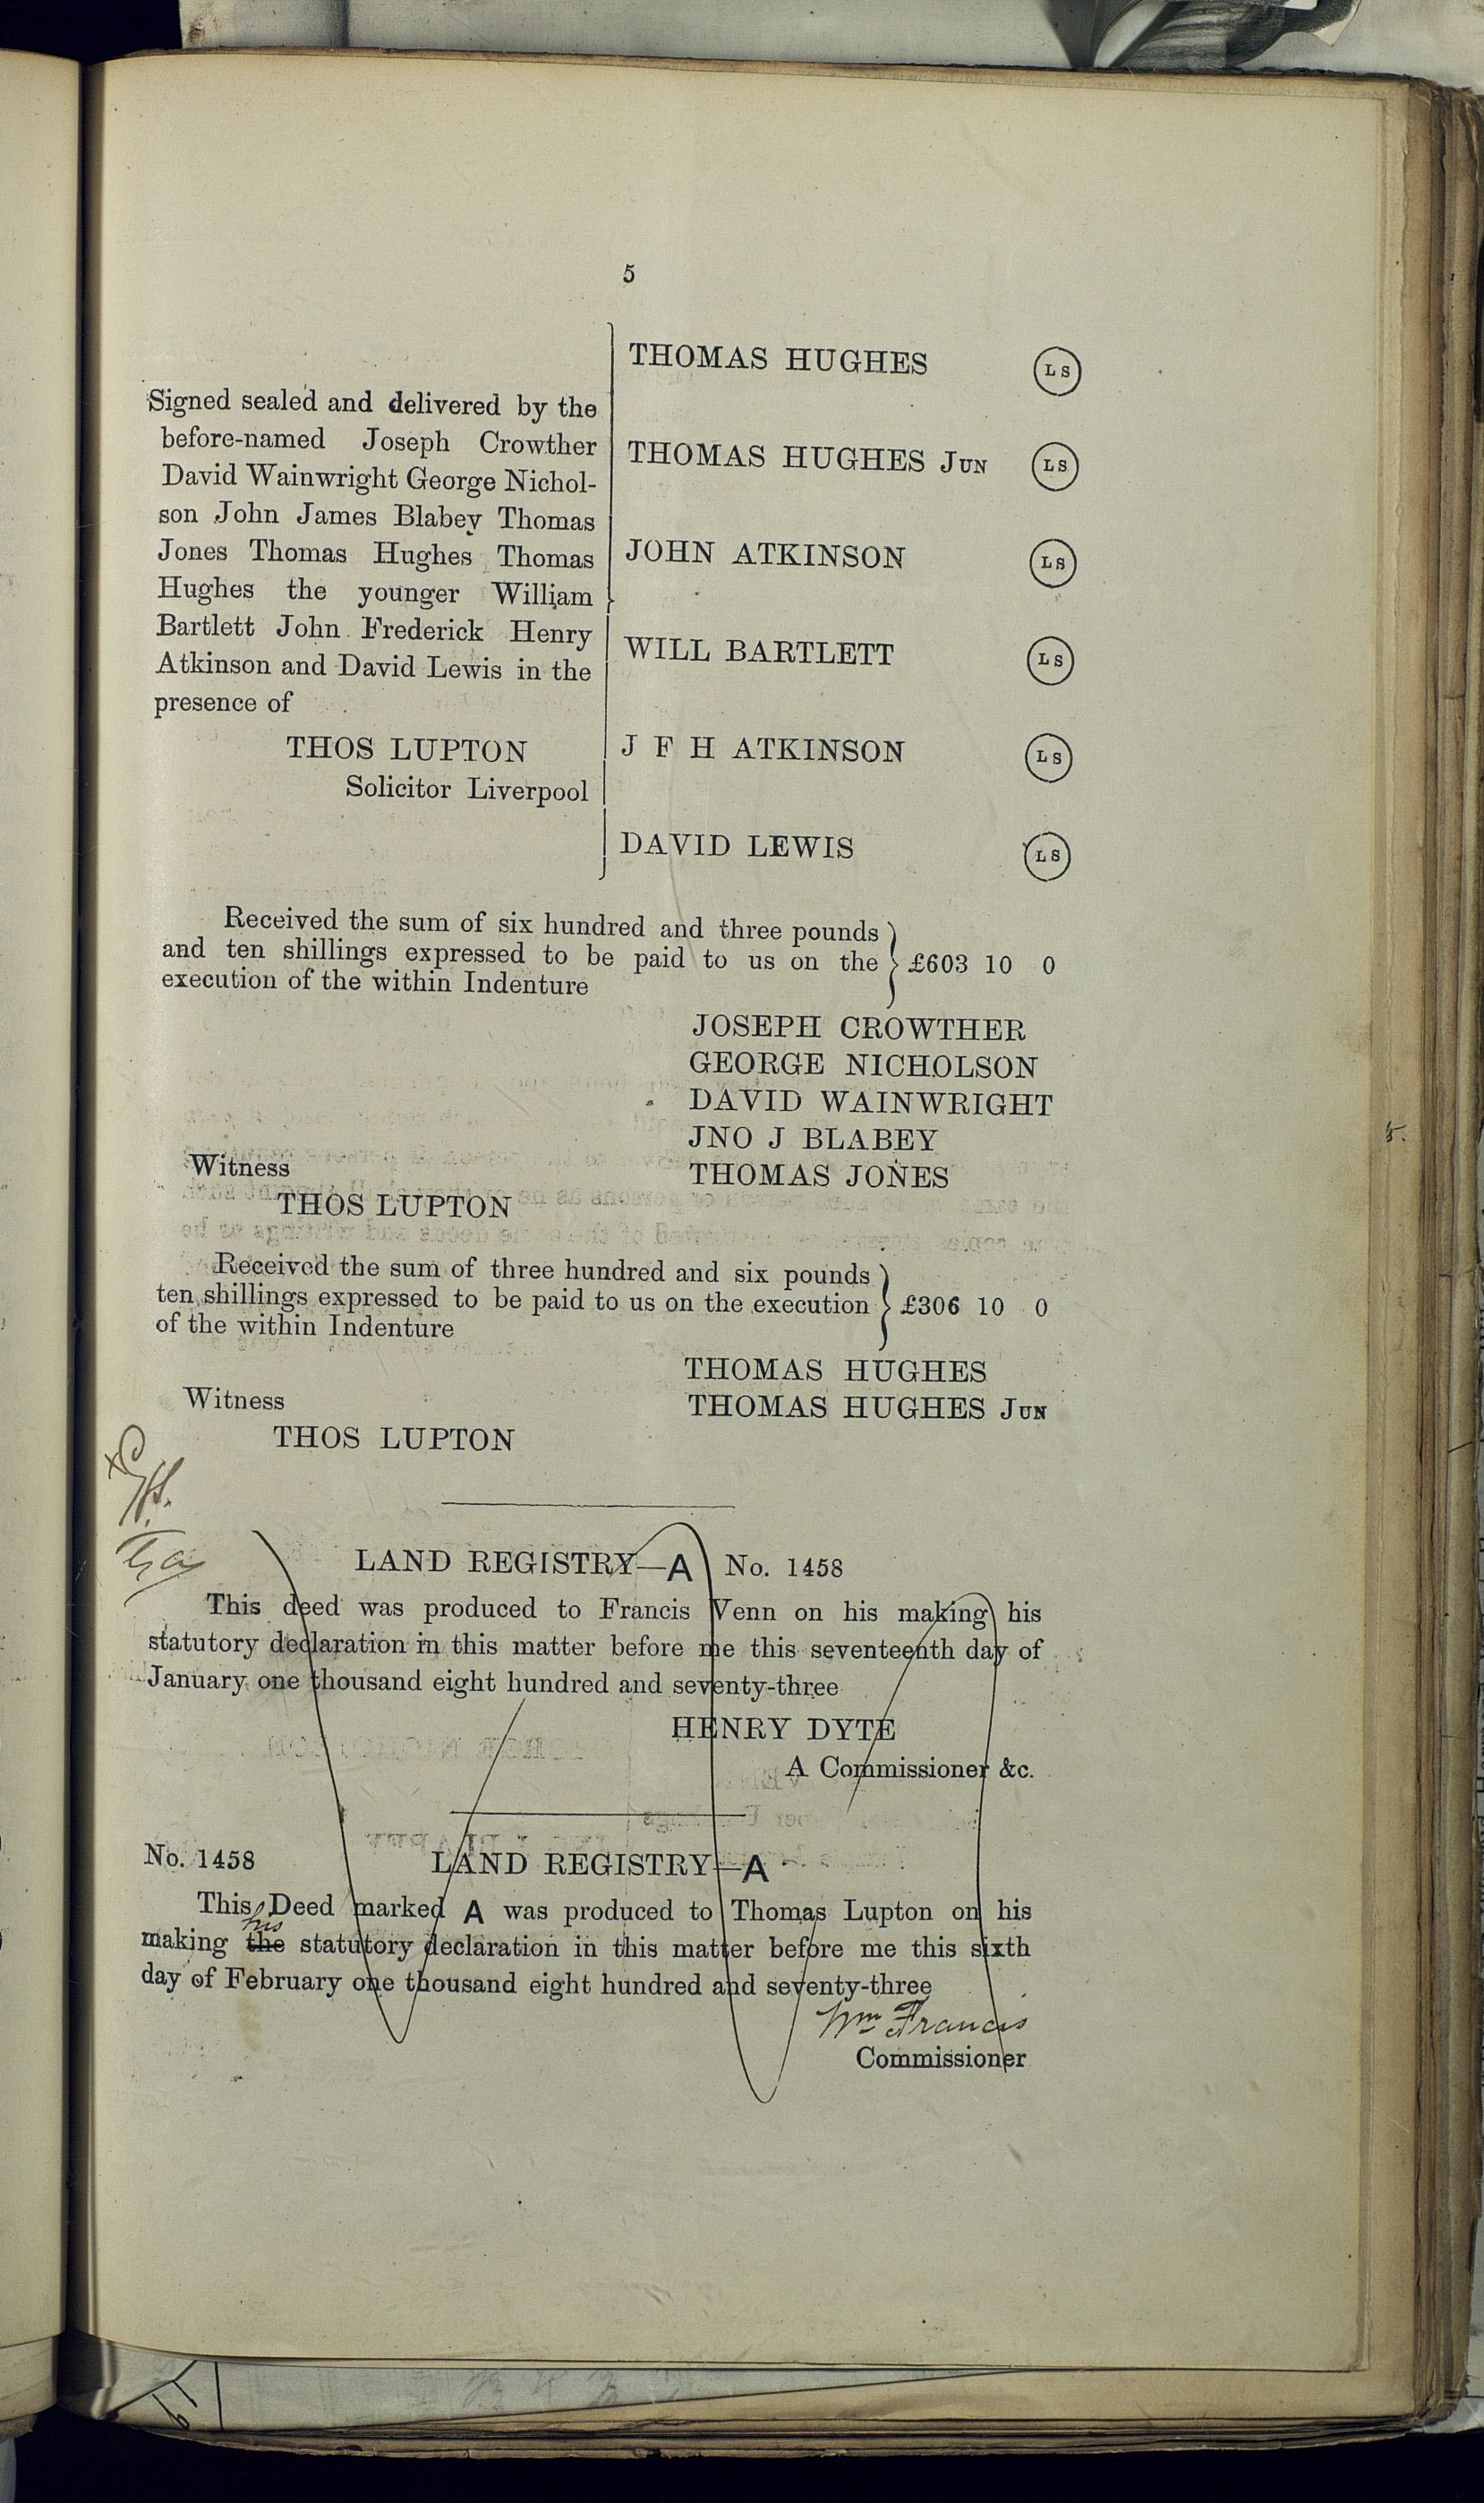 5
THOMAS HUGHES LS
Signed sealed and delivered by the
before-named Joseph Crowther
THOMAS HUGHES JUN LS
David Wainwright George Nichol-
son John James Blabey Thomas
Jones Thomas Hughes Thomas
JOHN ATKINSON LS
Hughes the younger William
Bartlett John Frederick Henry
WILL BARTLETT LS
Atkinson and David Lewis in the
presence of
THOS LUPTON
J F H ATKINSON LS
Solicitor Liverpool
DAVID LEWIS LS
Received the sum of six hundred and three pounds
and ten shillings expressed to be paid to us on the £603 10 0
execution of the within Indenture
JOSEPH CROWTHER
GEORGE NICHOLSON
DAVID WAINWRIGHT
JNO J BLABEY
Witness THOMAS JONES
THOS LUPTON
Received the sum of three hundred and six pounds
ten shillings expressed to be paid to us on the execution £306 10 0
of the within Indenture
THOMAS HUGHES
Witness THOMAS HUGHES JUN
THOS LUPTON
LAND REGISTRY—A No. 1458
This deed was produced to Francis Venn on his making his
statutory declaration in this matter before me this seventeenth day of
January one thousand eight hundred and seventy-three
HENRY DYTE
A Commissioner &c.
No. 1458 LAND REGISTRY—A
This Deed marked A was produced to Thomas Lupton on his
his
making the statutory declaration in this matter before me this sixth
day of February one thousand eight hundred and seventy-three
Wm Francis
Commissioner
5.
19